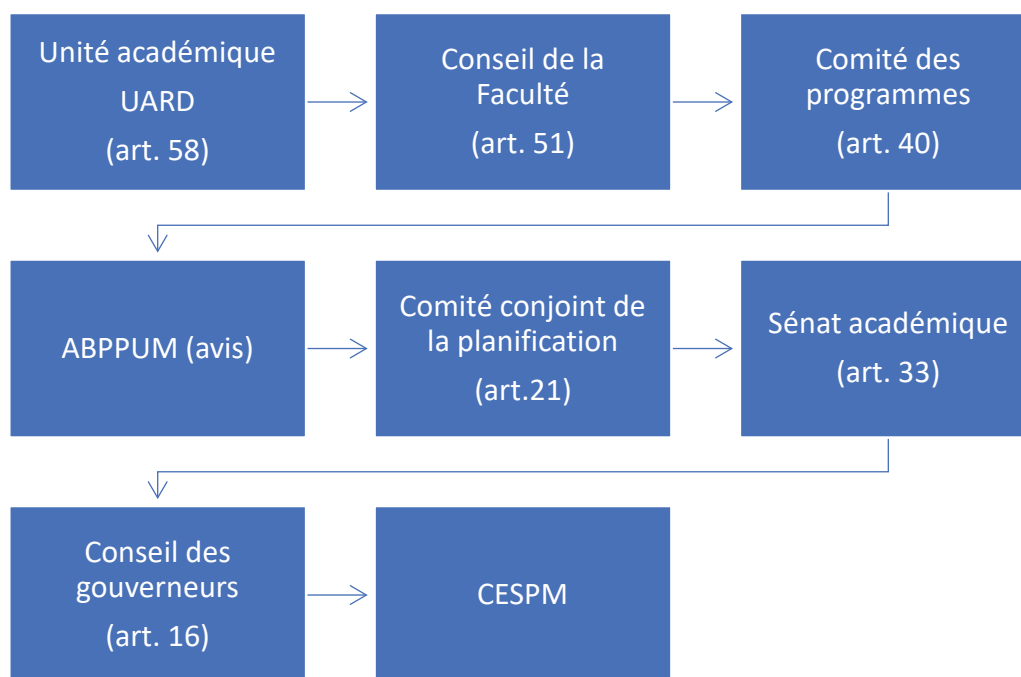 Unité académique
UARD
(art. 58)
Conseil de la
Faculté
(art. 51)
Comité des
programmes
(art. 40)
ABPPUM (avis)
Comité conjoint de
la planification
(art.21)
Sénat académique
(art. 33)
Conseil des
gouverneurs
(art. 16)
CESPM